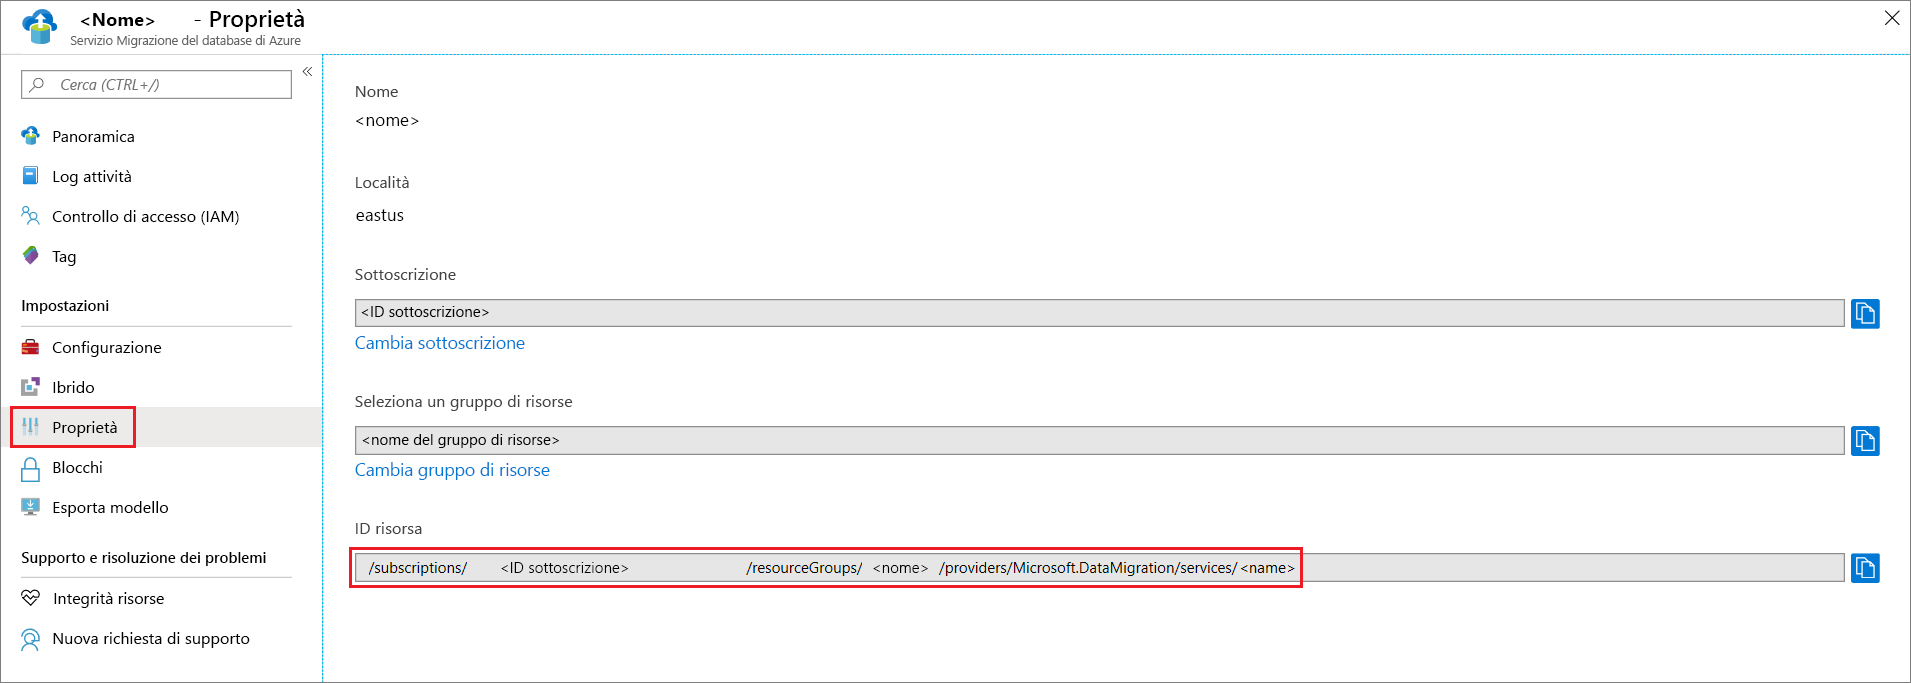 <Nome> - Proprietà
Servizio Migrazione del database di Azure
Cerca (CTRL+/)
Panoramica
Log attività
Controllo di accesso (IAM)
Tag
Impostazioni
Configurazione
Ibrido
Proprietà
Blocchi
Esporta modello
Supporto e risoluzione dei problemi
Integrità risorse
Nuova richiesta di supporto
Nome
<nome>
Località
eastus
Sottoscrizione
<ID sottoscrizione>
Cambia sottoscrizione
Seleziona un gruppo di risorse
<nome del gruppo di risorse>
Cambia gruppo di risorse
ID risorsa
/subscriptions/ <ID sottoscrizione> /resourceGroups/ <nome> /providers/Microsoft.DataMigration/services/ <name>